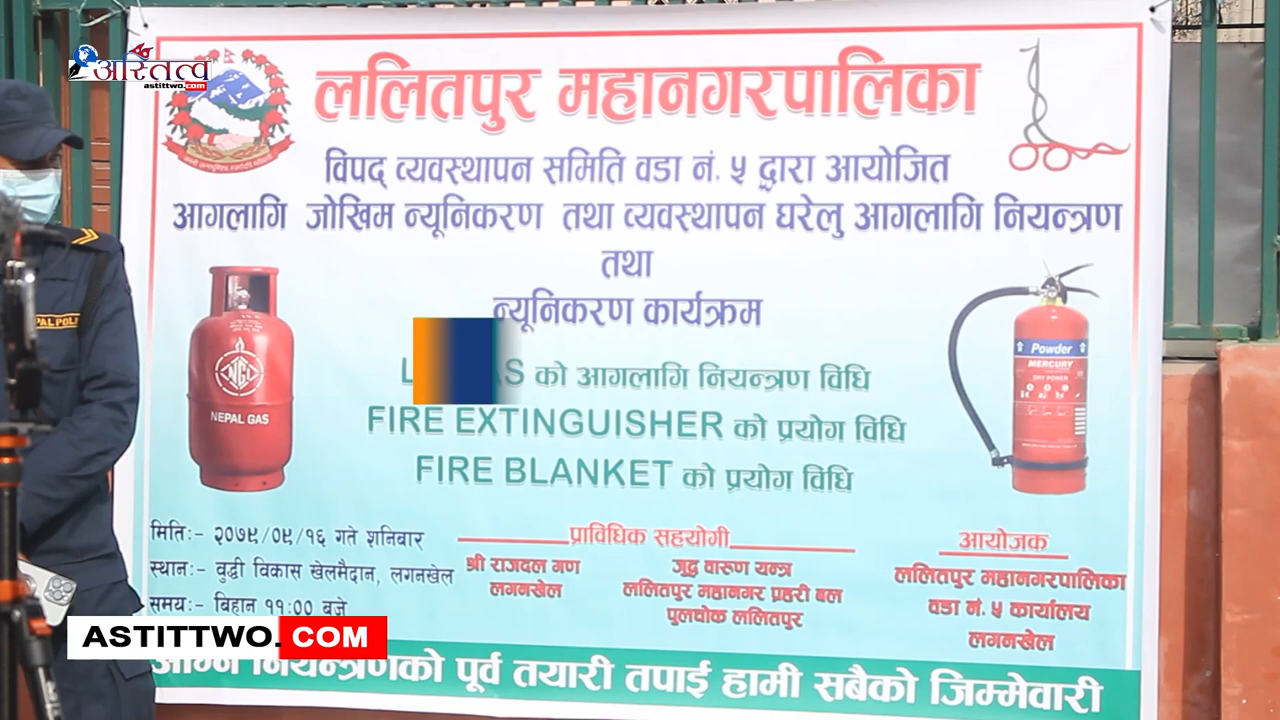 अस्तित्व
astittwo.com
ललितपुर महानगरपालिका
विपद् व्यवस्थापन समिति वडा नं. ५ द्वारा आयोजित
आगलागि जोखिम न्यूनिकरण तथा व्यवस्थापन घरेलु आगलागि नियन्त्रण
तथा
न्यूनिकरण कार्यक्रम
को आगलागि नियन्त्रण विधि
FIRE EXTINGUISHER को प्रयोग विधि
FIRE BLANKET को प्रयोग विधि
NGL
NEPAL GAS
Powder
MERCURY
DRY POWER
मितिः- २०७९/०९/१६ गते शनिबार
स्थानः- वुद्धी विकास खेलमैदान, लगनखेल
समयः- बिहान ११:०० बजे
प्राविधिक सहयोगी
श्री राजदल गण
लगनखेल
जुद्ध वारुण यन्त्र
ललितपुर महानगर प्रहरी बल
पुलचोक ललितपुर
आयोजक
ललितपुर महानगरपालिका
वडा नं. ५ कार्यालय
लगनखेल
ASTITTWO.COM
नियन्त्रणको पूर्व तयारी तपाई हामी सबैको जिम्मेवारी